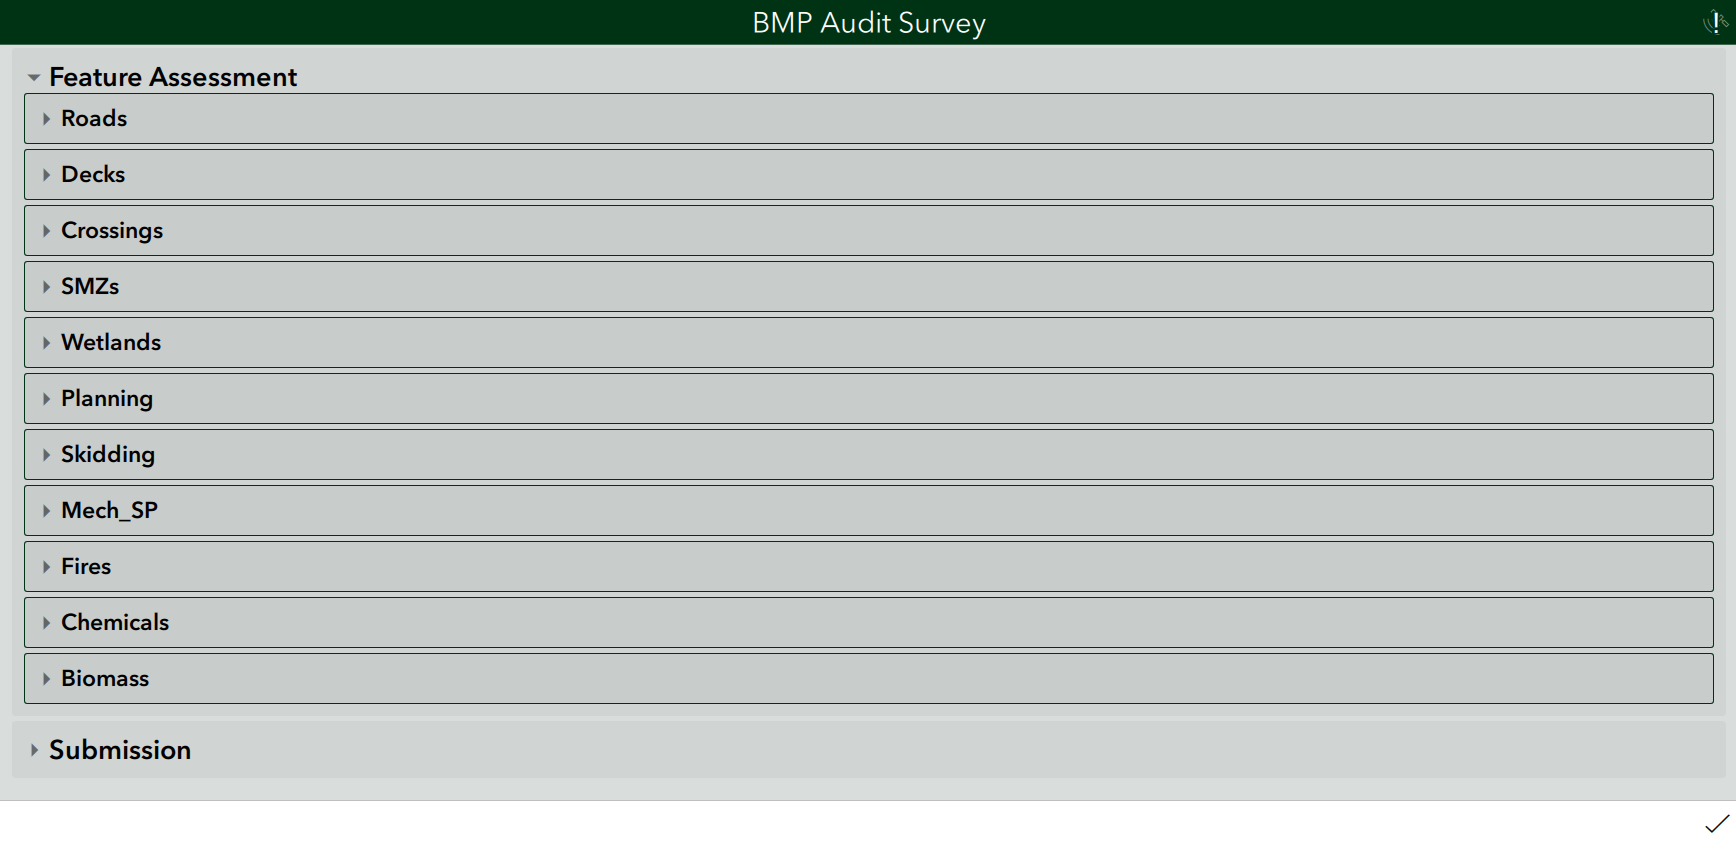 BMP Audit Survey
Feature Assessment
Roads
Decks
Crossings
SMZs
Wetlands
Planning
Skidding
Mech_SP
Fires
Chemicals
Biomass
Submission